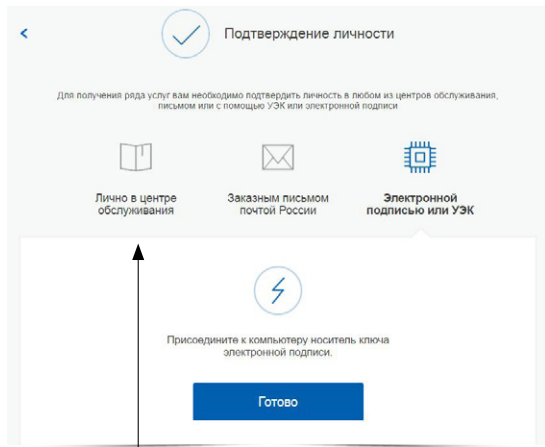 Подтверждение личности
Для получения ряда услуг вам необходимо подтвердить личность в любом из центров обслуживания,
письмом или с помощью УЭК или электронной подписи
Лично в центре
обслуживания
Заказным письмом
почтой России
Электронной
подписью или УЭК
Присоедините к компьютеру носитель ключа
электронной подписи.
Готово